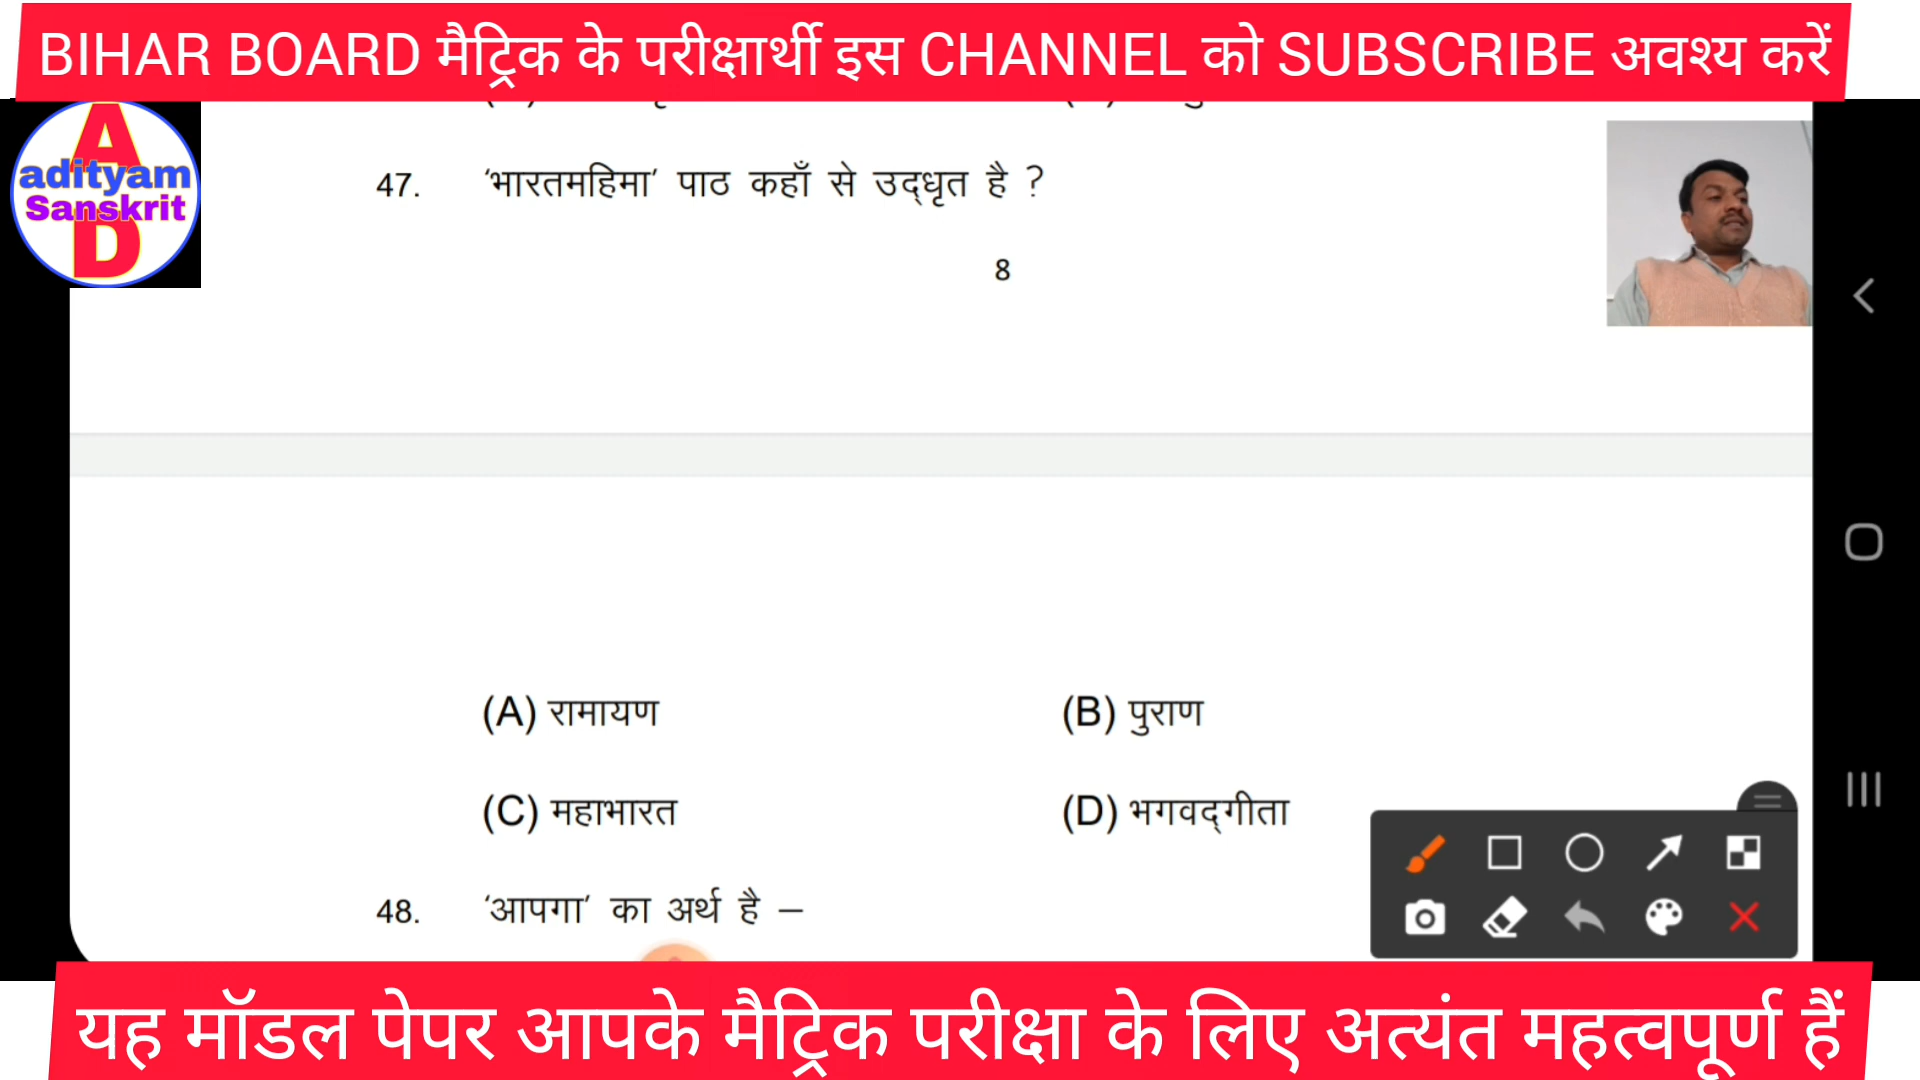 BIHAR BOARD मैट्रिक के परीक्षार्थी इस CHANNEL को SUBSCRIBE अवश्य करें
A
adityam
Sanskrit
D
47. 'भारतमहिमा' पाठ कहाँ से उद्धृत है ?
8
(A) रामायण (B) पुराण
(C) महाभारत (D) भगवद्गीता
48. 'आपगा' का अर्थ है –
यह मॉडल पेपर आपके मैट्रिक परीक्षा के लिए अत्यंत महत्वपूर्ण हैं